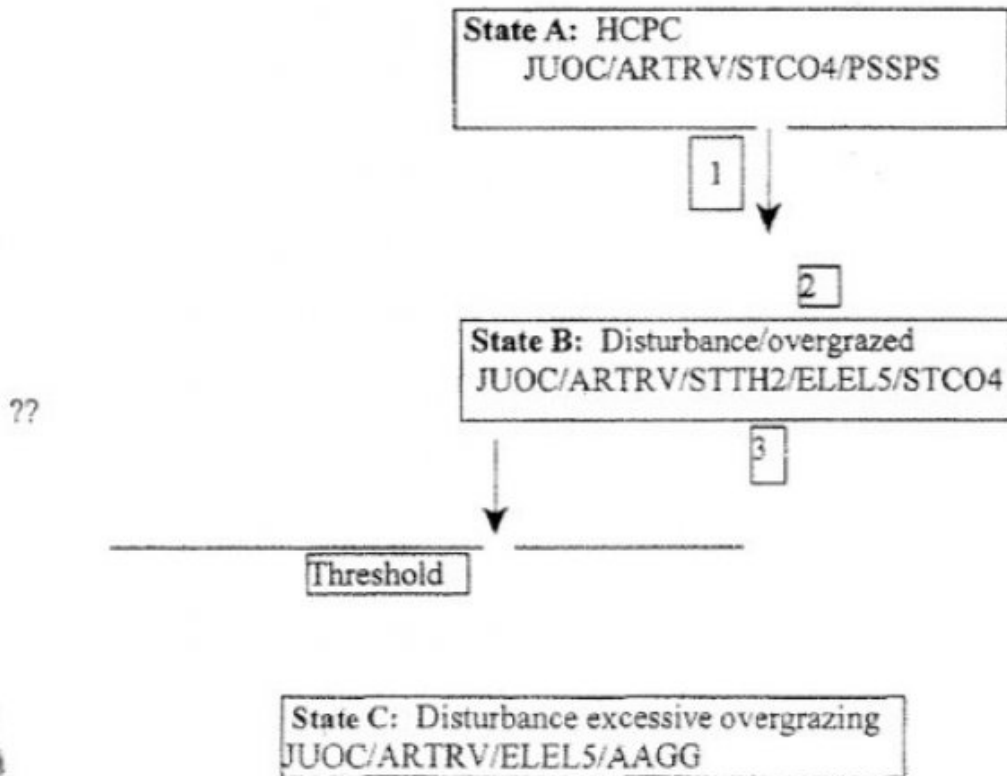 State A: HCPC
JUOC/ARTRV/STCO4/PSSPS
1
2
State B: Disturbance/overgrazed
JUOC/ARTRV/STTH2/ELEL5/STCO4
??
3
Threshold
State C: Disturbance excessive overgrazing
JUOC/ARTRV/ELEL5/AAGG